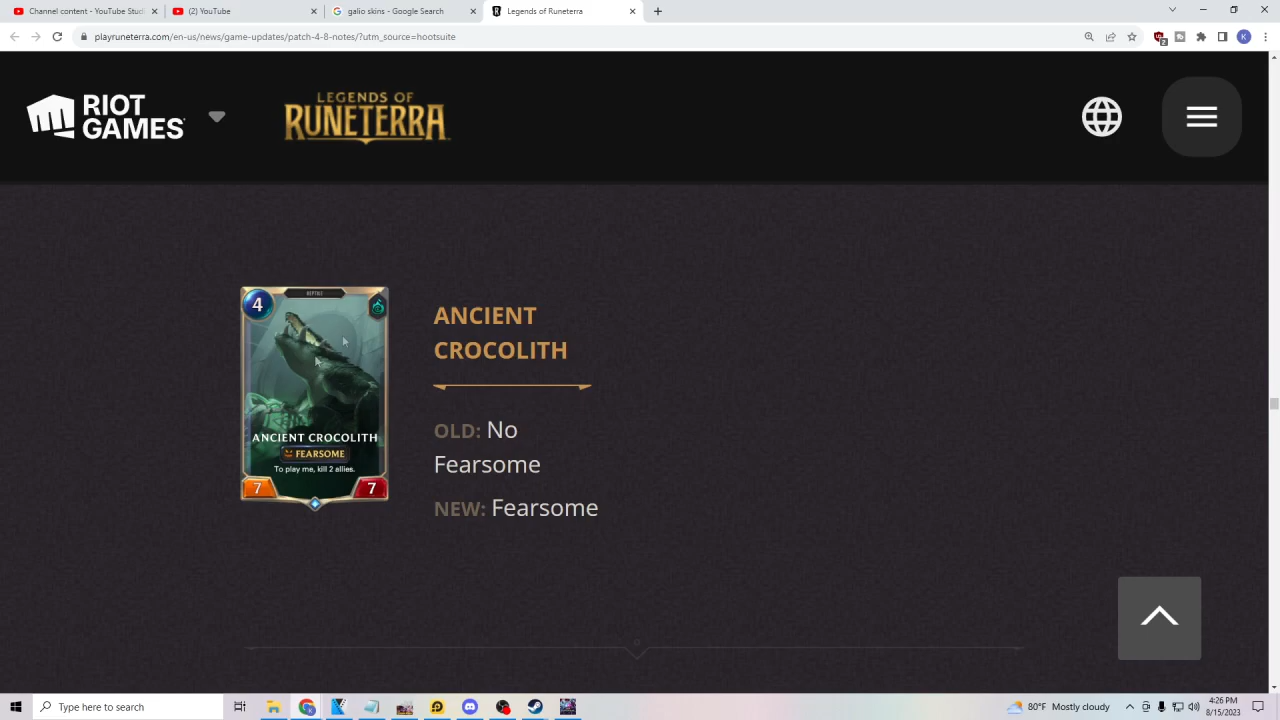 Channel content - YouTube Stud
(2) YouTube
galio skins - Google Search
Legends of Runeterra
playruneterra.com/en-us/news/game-updates/patch-4-8-notes/?utm_source=hootsuite
2
K
RIOT
GAMES
LEGENDS OF
RUNETERRA
4
REPTILE
ANCIENT CROCOLITH
FEARSOME
To play me, kill 2 allies.
7
7
ANCIENT
CROCOLITH
OLD: No
Fearsome
NEW: Fearsome
Type here to search
80°F Mostly cloudy
4:26 PM
8/15/2023